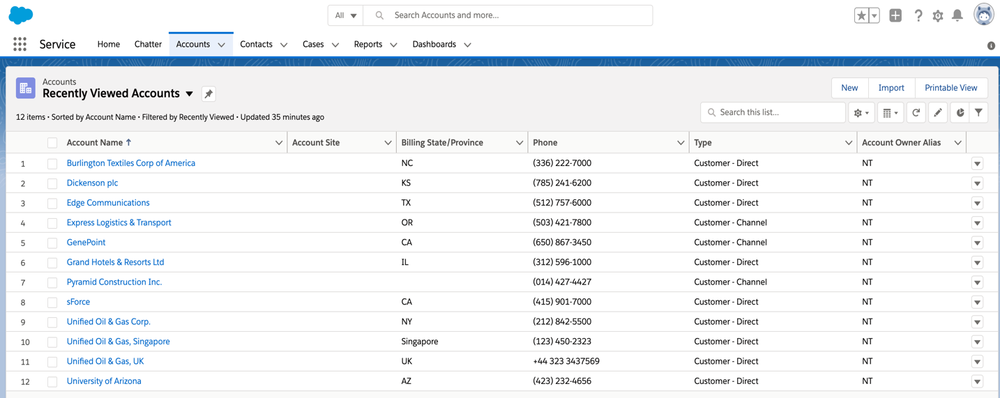 All Search Accounts and more...
Service Home Chatter Accounts Contacts Cases Reports Dashboards
Accounts
Recently Viewed Accounts
New Import Printable View
12 items • Sorted by Account Name • Filtered by Recently Viewed • Updated 35 minutes ago
Search this list...
Account Name ↑ Account Site Billing State/Province Phone Type Account Owner Alias
1 Burlington Textiles Corp of America NC (336) 222-7000 Customer - Direct NT
2 Dickenson plc KS (785) 241-6200 Customer - Direct NT
3 Edge Communications TX (512) 757-6000 Customer - Direct NT
4 Express Logistics & Transport OR (503) 421-7800 Customer - Channel NT
5 GenePoint CA (650) 867-3450 Customer - Channel NT
6 Grand Hotels & Resorts Ltd IL (312) 596-1000 Customer - Direct NT
7 Pyramid Construction Inc. (014) 427-4427 Customer - Channel NT
8 sForce CA (415) 901-7000 Customer - Direct NT
9 Unified Oil & Gas Corp. NY (212) 842-5500 Customer - Direct NT
10 Unified Oil & Gas, Singapore Singapore (123) 450-2323 Customer - Direct NT
11 Unified Oil & Gas, UK UK +44 323 3437569 Customer - Direct NT
12 University of Arizona AZ (423) 232-4656 Customer - Direct NT